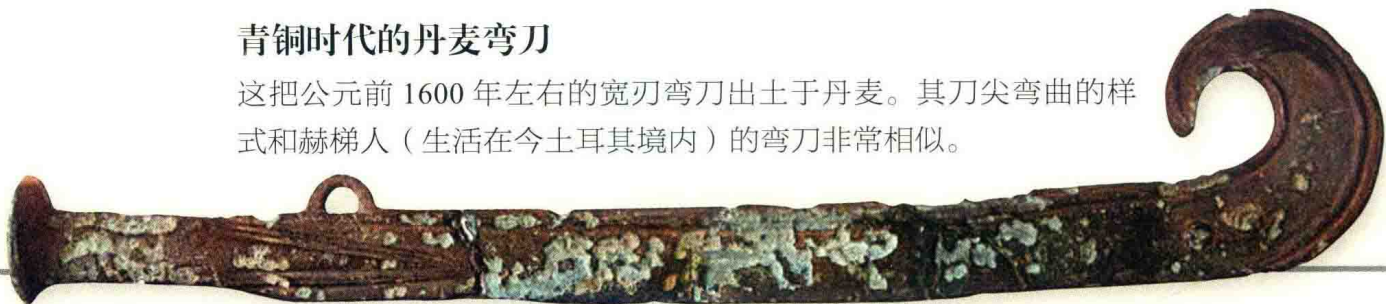 青铜时代的丹麦弯刀
这把公元前 1600 年左右的宽刃弯刀出土于丹麦。其刀尖弯曲的样
式和赫梯人（生活在今土耳其境内）的弯刀非常相似。